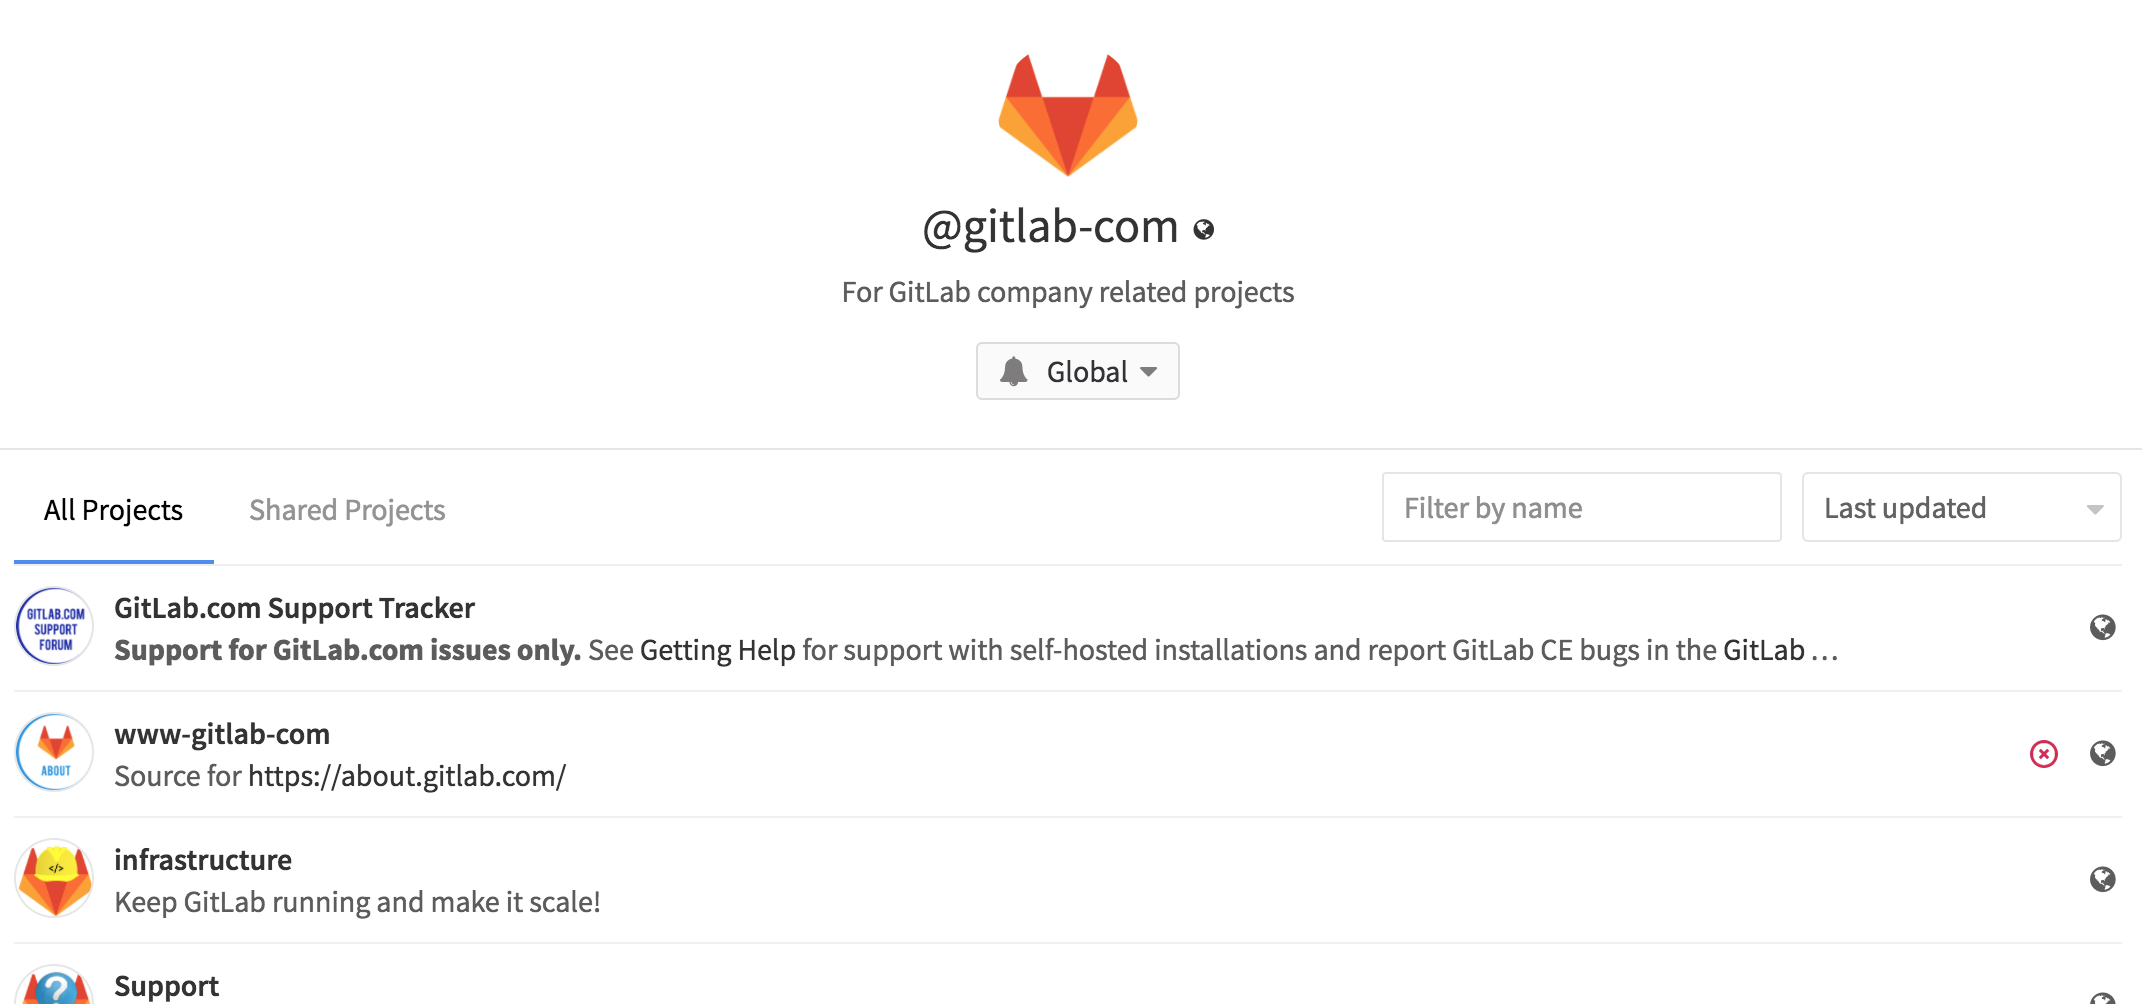 @gitlab-com
For GitLab company related projects
Global
All Projects
Shared Projects
Filter by name
Last updated
GITLAB.COM
SUPPORT
FORUM
GitLab.com Support Tracker
Support for GitLab.com issues only. See Getting Help for support with self-hosted installations and report GitLab CE bugs in the GitLab …
ABOUT
www-gitlab-com
Source for https://about.gitlab.com/
</>
infrastructure
Keep GitLab running and make it scale!
?
Support